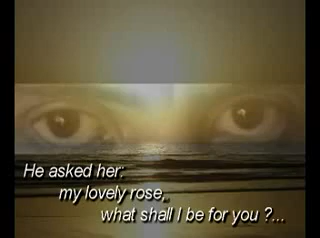 He asked her:
my lovely rose,
what shall I be for you ?...